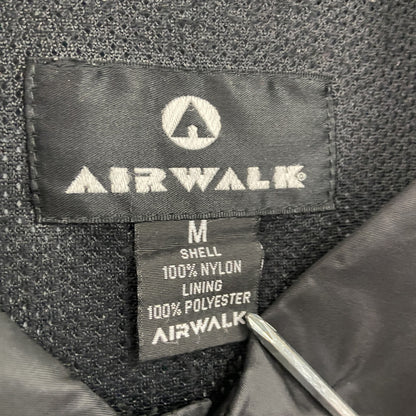 AIRWALK®
M
SHELL
100% NYLON
LINING
100% POLYESTER
AIRWALK